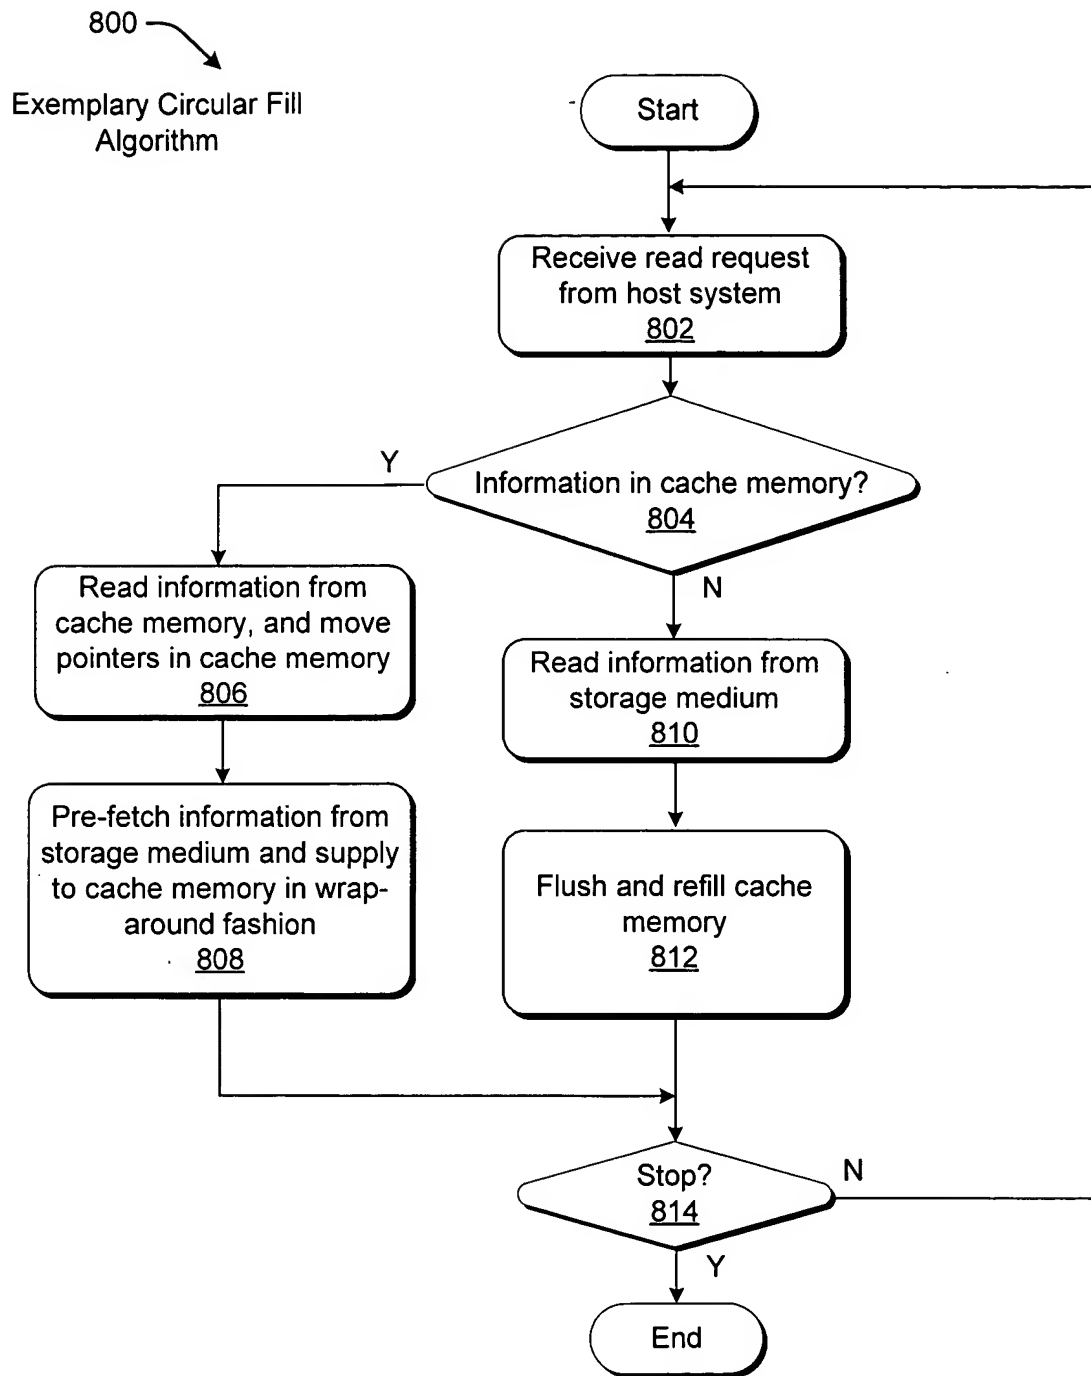 800
Exemplary Circular Fill
Algorithm
Start
Receive read request
from host system
802
Information in cache memory?
804
Y
N
Read information from
cache memory, and move
pointers in cache memory
806
Read information from
storage medium
810
Pre-fetch information from
storage medium and supply
to cache memory in wrap-
around fashion
808
Flush and refill cache
memory
812
Stop?
814
N
Y
End